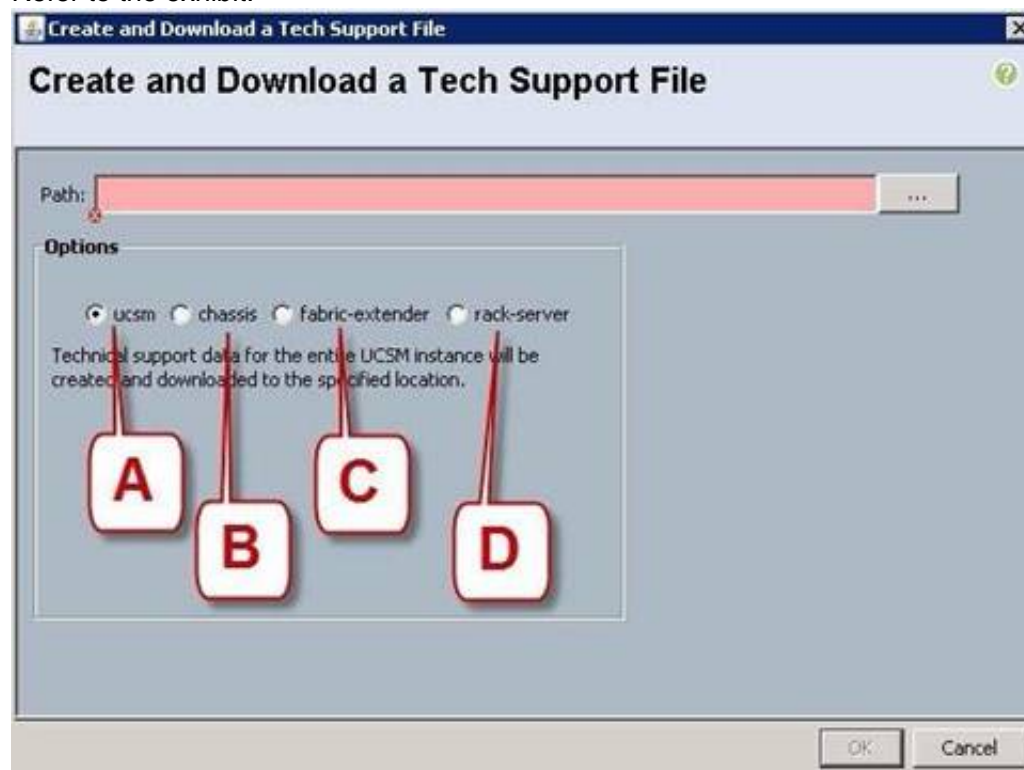 Refer to the exhibit.
Create and Download a Tech Support File
Create and Download a Tech Support File
Path:
...
Options
ucsm chassis fabric-extender rack-server
Technical support data for the entire UCSM instance will be
created and downloaded to the specified location.
A
C
B
D
OK Cancel